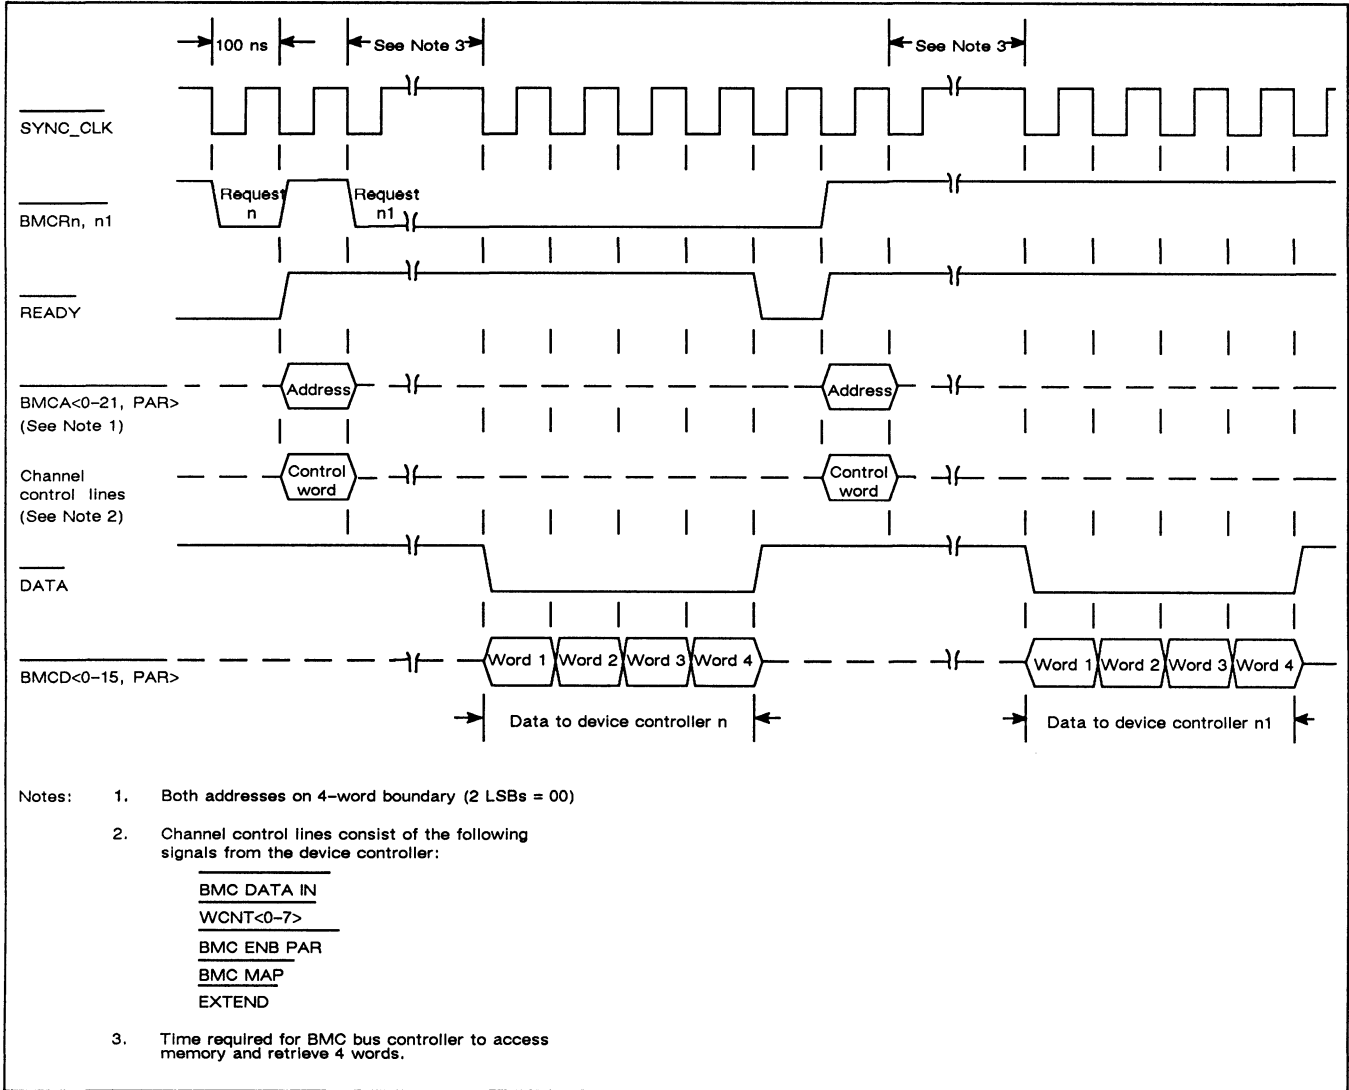 100 ns
See Note 3
See Note 3
SYNC_CLK
Request
n
Request
n1
BMCRn, n1
READY
Address
Address
BMCA<0-21, PAR>
(See Note 1)
Control
word
Control
word
Channel
control lines
(See Note 2)
DATA
Word 1 Word 2 Word 3 Word 4
Word 1 Word 2 Word 3 Word 4
BMCD<0-15, PAR>
Data to device controller n
Data to device controller n1
Notes: 1. Both addresses on 4-word boundary (2 LSBs = 00)
2. Channel control lines consist of the following
signals from the device controller:
BMC DATA IN
WCNT<0-7>
BMC ENB PAR
BMC MAP
EXTEND
3. Time required for BMC bus controller to access
memory and retrieve 4 words.